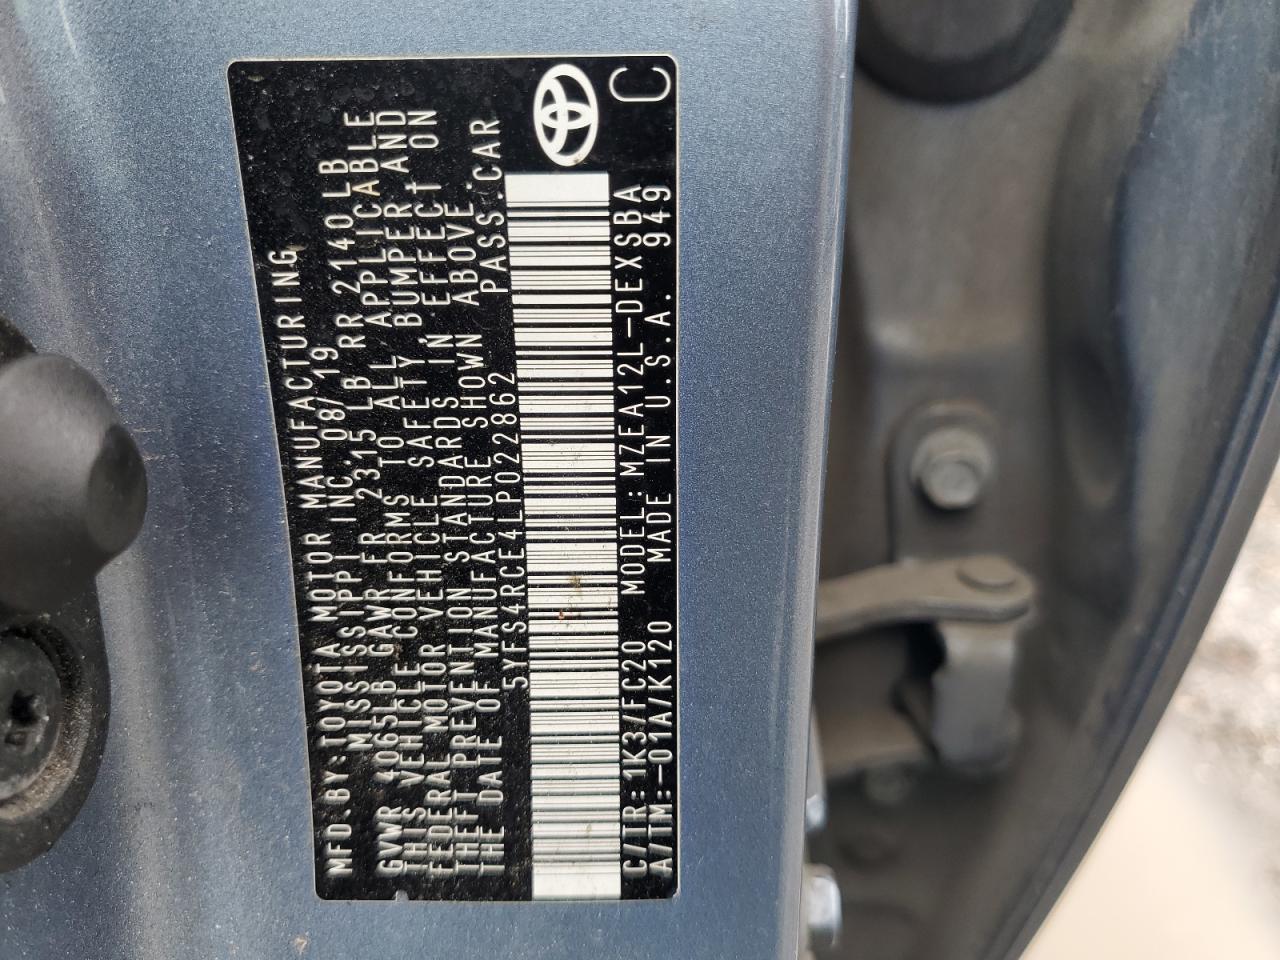 MFD.BY:TOYOTA MOTOR MANUFACTURING,
MISSISSIPPI INC. 08/19
GVWR 4065LB GAWR FR 2315 LB RR 2140LB
THIS VEHICLE CONFORMS TO ALL APPLICABLE
FEDERAL MOTOR VEHICLE SAFETY, BUMPER, AND
THEFT PREVENTION STANDARDS IN EFFECT ON
THE DATE OF MANUFACTURE SHOWN ABOVE.
5YFS4RCE4LP022862 PASS.CAR
C/TR: 1K3/FC20 MODEL:MZEA12L-DEXSBA
A/TM:-01A/K120 MADE IN U.S.A. 949
C